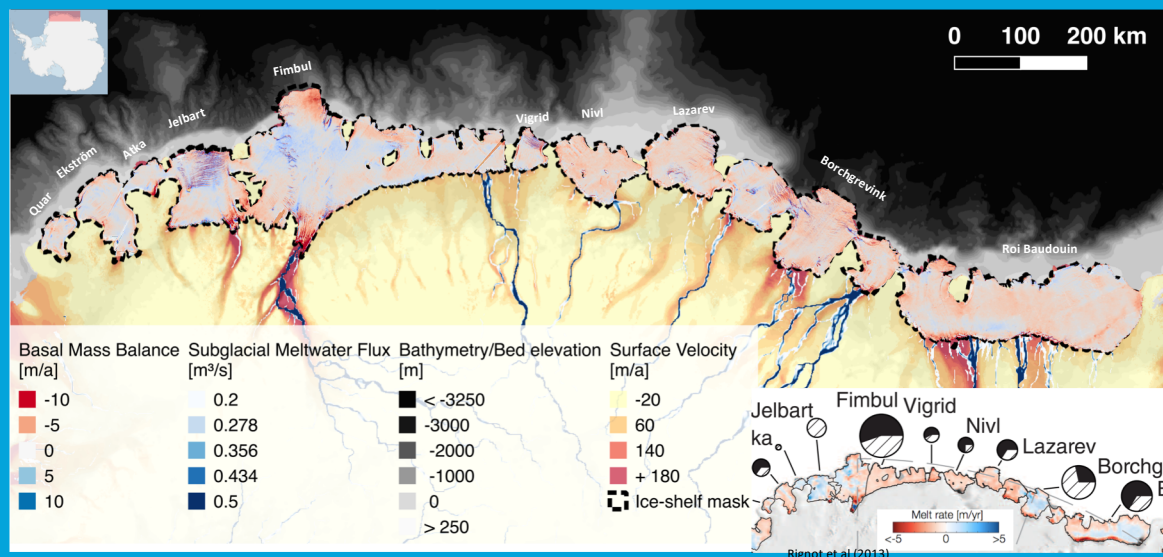 0 100 200 km
Fimbul
Jelbart
Atka
Ekström
Quar
Vigrid
Nivl
Lazarev
Borchgrevink
Roi Baudouin
Basal Mass Balance
[m/a]
-10
-5
0
5
10
Subglacial Meltwater Flux
[m³/s]
0.2
0.278
0.356
0.434
0.5
Bathymetry/Bed elevation
[m]
< -3250
-3000
-2000
-1000
0
> 250
Surface Velocity
[m/a]
-20
60
140
+ 180
Ice-shelf mask
Jelbart
Fimbul
Vigrid
ka
Nivl
Lazarev
Borchg
Melt rate [m/yr]
<-5 0 >5
Rignot et al (2013)